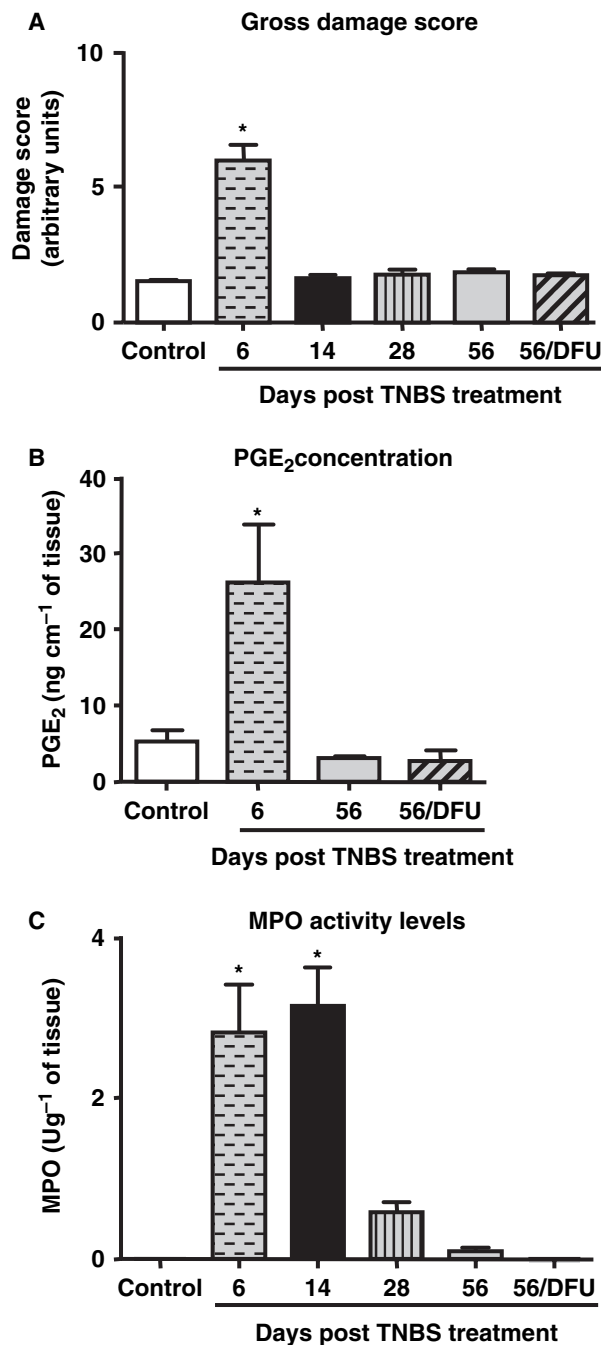 A Gross damage score
Damage score
(arbitrary units)
10
5
0
*
Control 6 14 28 56 56/DFU
Days post TNBS treatment
B PGE₂concentration
PGE₂ (ng cm⁻¹ of tissue)
40
30
20
10
0
*
Control 6 56 56/DFU
Days post TNBS treatment
C MPO activity levels
MPO (Ug⁻¹ of tissue)
4
2
0
* *
Control 6 14 28 56 56/DFU
Days post TNBS treatment